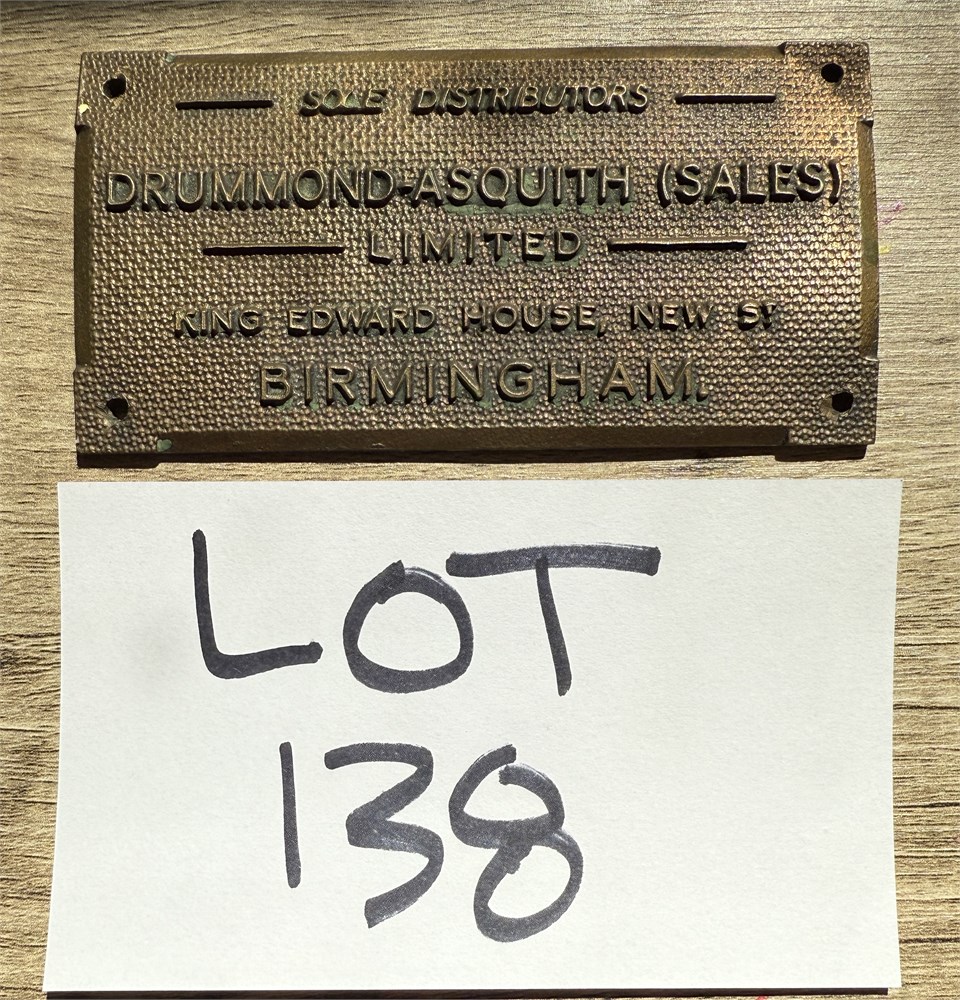 SOLE DISTRIBUTORS
DRUMMOND-ASQUITH (SALES)
LIMITED
KING EDWARD HOUSE, NEW ST
BIRMINGHAM.
LOT
138